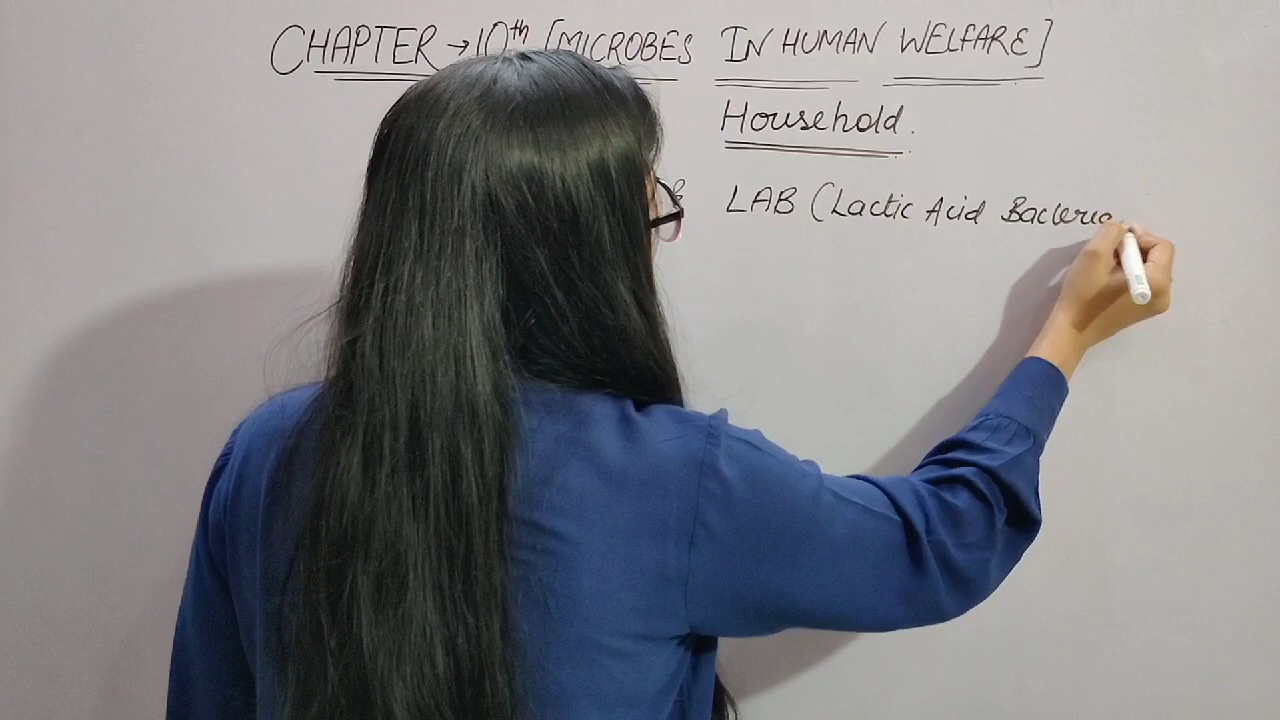 CHAPTER → 10th [MICROBES IN HUMAN WELFARE]
Household.
LAB (Lactic Acid Bacteria